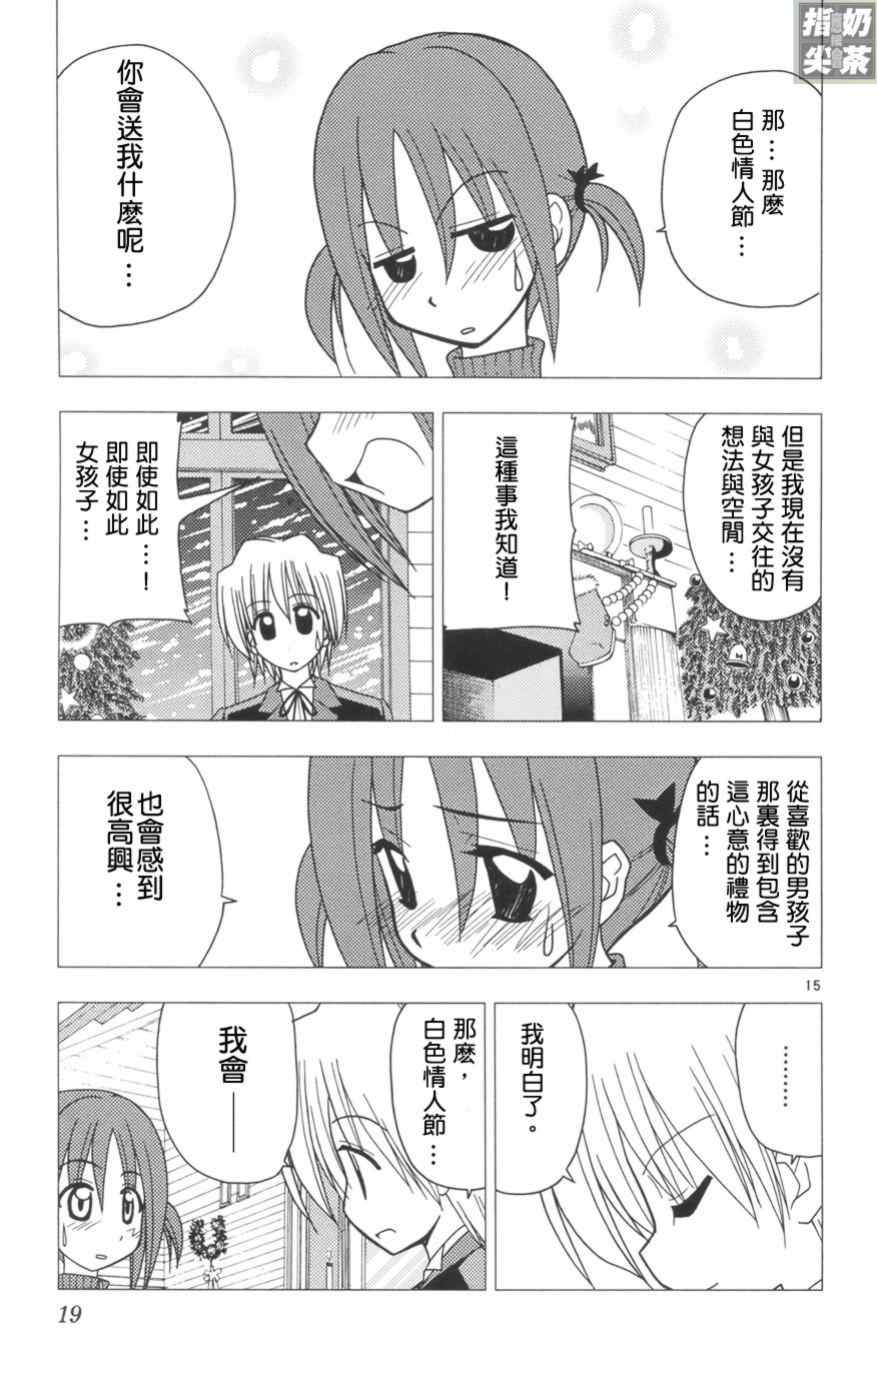 那…那麽
白色情人節…
你會送我什麽呢…
但是我現在沒有
與女孩子交往的
想法與空閒…
這種事我知道！
即使如此…！
即使如此
女孩子…
從喜歡的男孩子
那裏得到包含
這心意的禮物
的話…
也會感到
很高興…
15
………
我明白了。
那麽，
白色情人節…
我會——
19
指尖
奶茶